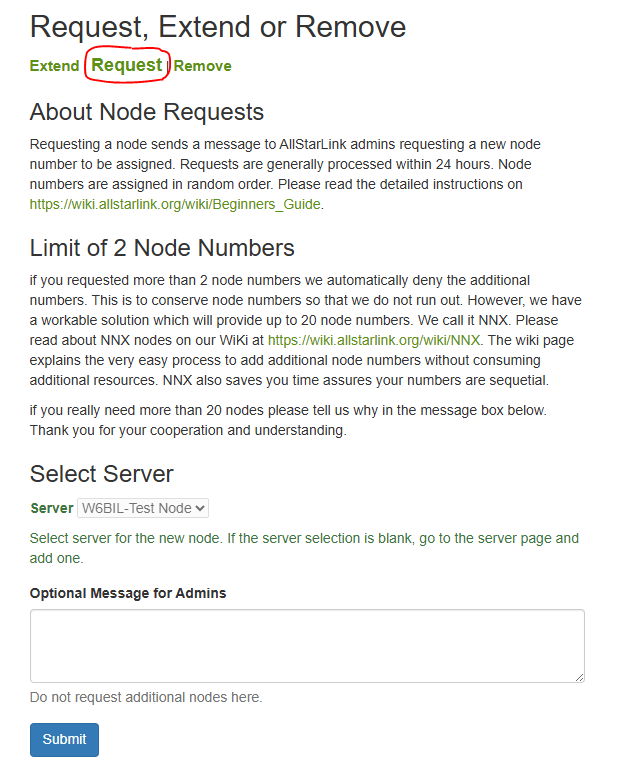 Request, Extend or Remove
Extend Request | Remove
About Node Requests
Requesting a node sends a message to AllStarLink admins requesting a new node
number to be assigned. Requests are generally processed within 24 hours. Node
numbers are assigned in random order. Please read the detailed instructions on
https://wiki.allstarlink.org/wiki/Beginners_Guide.
Limit of 2 Node Numbers
if you requested more than 2 node numbers we automatically deny the additional
numbers. This is to conserve node numbers so that we do not run out. However, we have
a workable solution which will provide up to 20 node numbers. We call it NNX. Please
read about NNX nodes on our WiKi at https://wiki.allstarlink.org/wiki/NNX. The wiki page
explains the very easy process to add additional node numbers without consuming
additional resources. NNX also saves you time assures your numbers are sequetial.
if you really need more than 20 nodes please tell us why in the message box below.
Thank you for your cooperation and understanding.
Select Server
Server W6BIL-Test Node
Select server for the new node. If the server selection is blank, go to the server page and
add one.
Optional Message for Admins
Do not request additional nodes here.
Submit